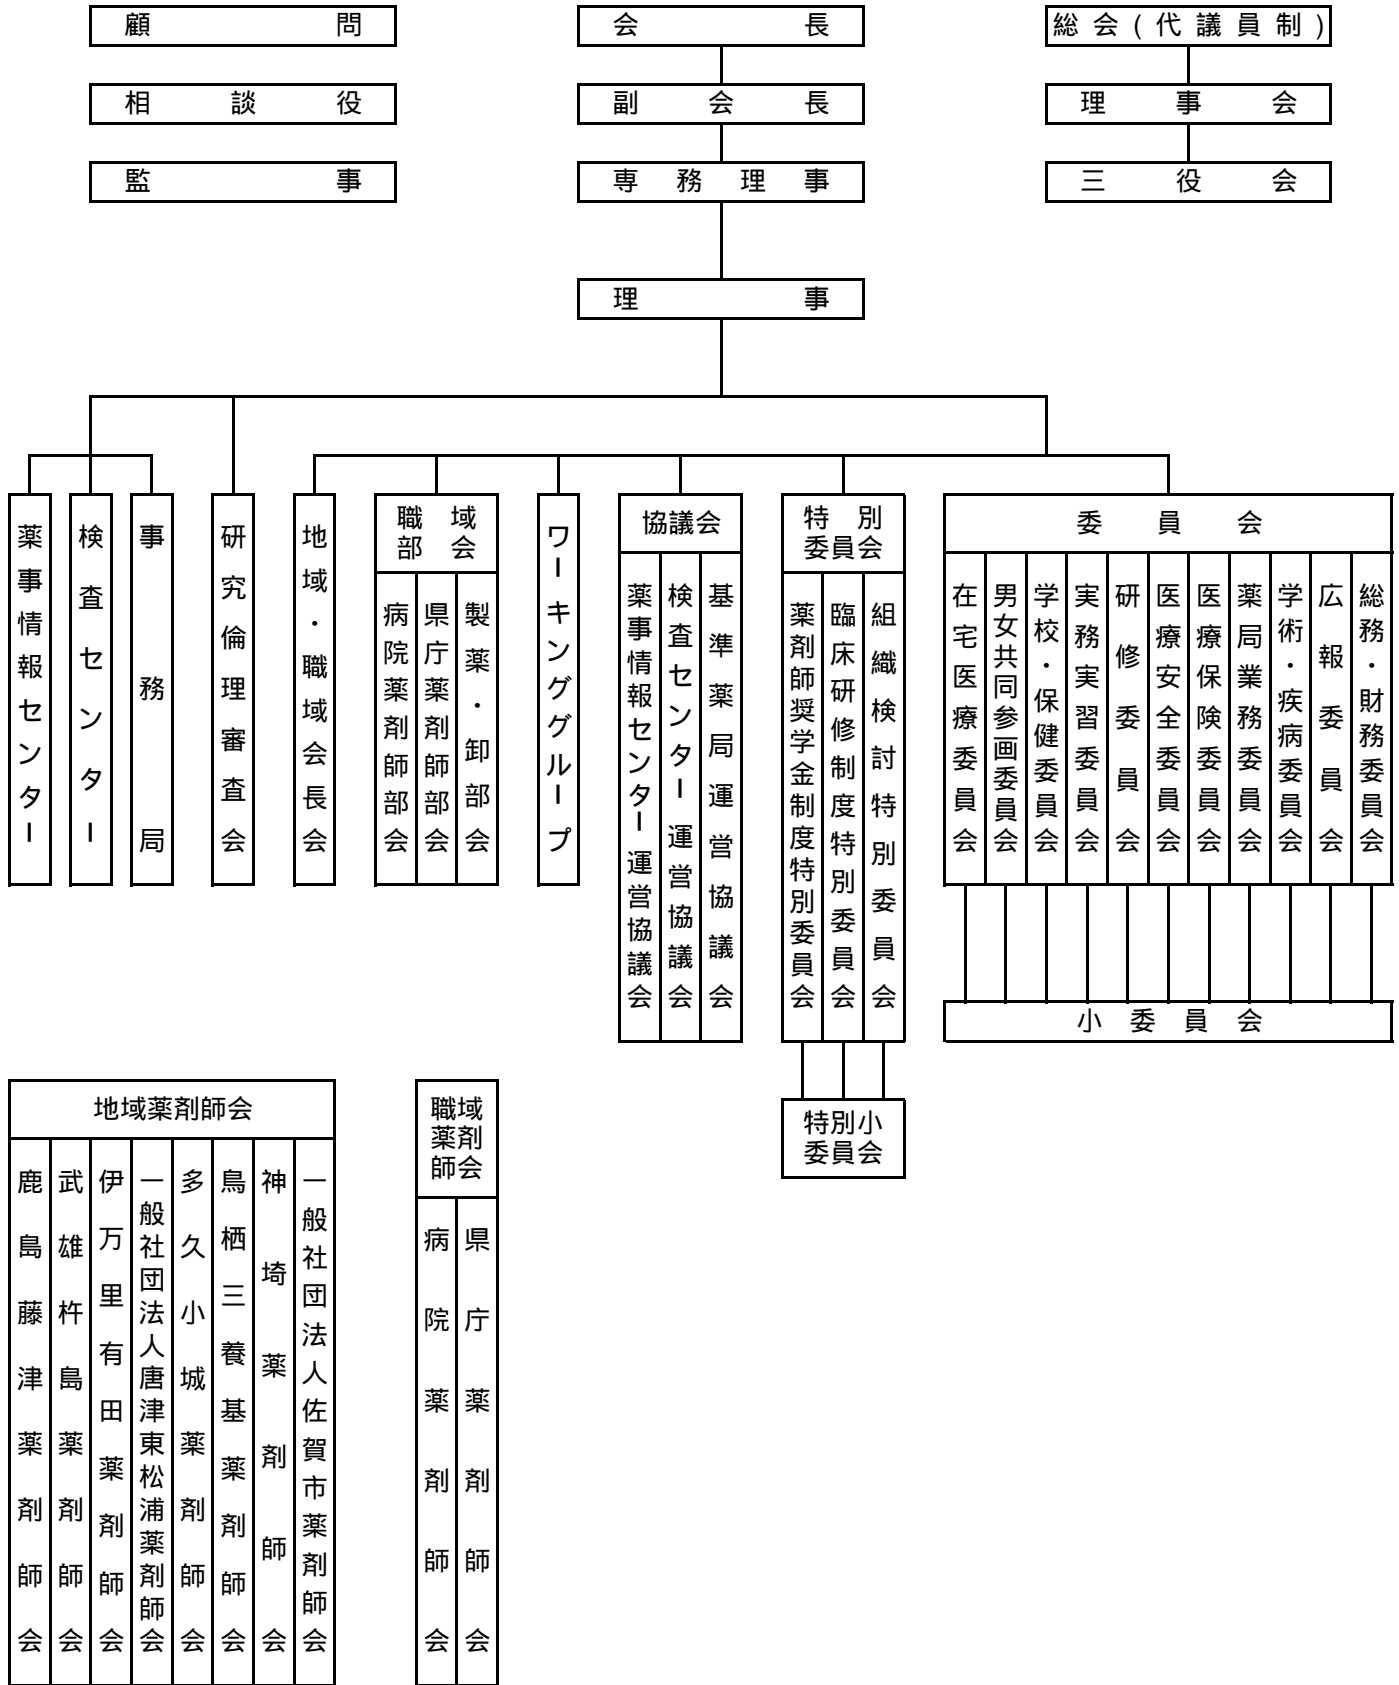 顧問
会長
総会(代議員制)
相談役
副会長
理事会
監事
専務理事
三役会
理事
薬事情報センター
検査センター
事務局
研究倫理審査会
地域・職域会長会
職域
部会
病院薬剤師部会
県庁薬剤師部会
製薬・卸部会
ワーキンググループ
協議会
薬事情報センター運営協議会
検査センター運営協議会
基準薬局運営協議会
特別
委員会
薬剤師奨学金制度特別委員会
臨床研修制度特別委員会
組織検討特別委員会
委員会
在宅医療委員会
男女共同参画委員会
学校・保健委員会
実務実習委員会
研修委員会
医療安全委員会
医療保険委員会
薬局業務委員会
学術・疾病委員会
広報委員会
総務・財務委員会
小委員会
特別小
委員会
地域薬剤師会
鹿島藤津薬剤師会
武雄杵島薬剤師会
伊万里有田薬剤師会
一般社団法人唐津東松浦薬剤師会
多久小城薬剤師会
鳥栖三養基薬剤師会
神埼薬剤師会
一般社団法人佐賀市薬剤師会
職域
薬剤
師会
病院薬剤師会
県庁薬剤師会